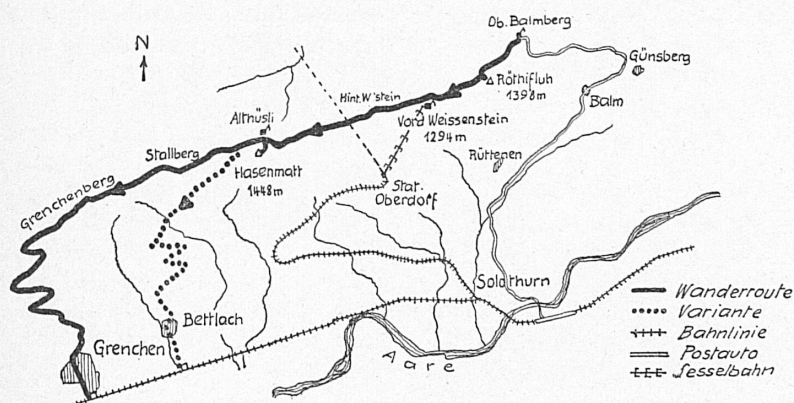 N
Ob. Balmberg
Günsberg
Röthifluh
1398m
Balm
Hint. W'stein
Vord Weissenstein
1294m
Althüsli
Rüttenen
Stallberg
Hasenmatt
1448m
Stat.
Oberdorf
Grenchenberg
Solothurn
Bettlach
Grenchen
Aare
Wanderroute
Variante
Bahnlinie
Postauto
Sesselbahn